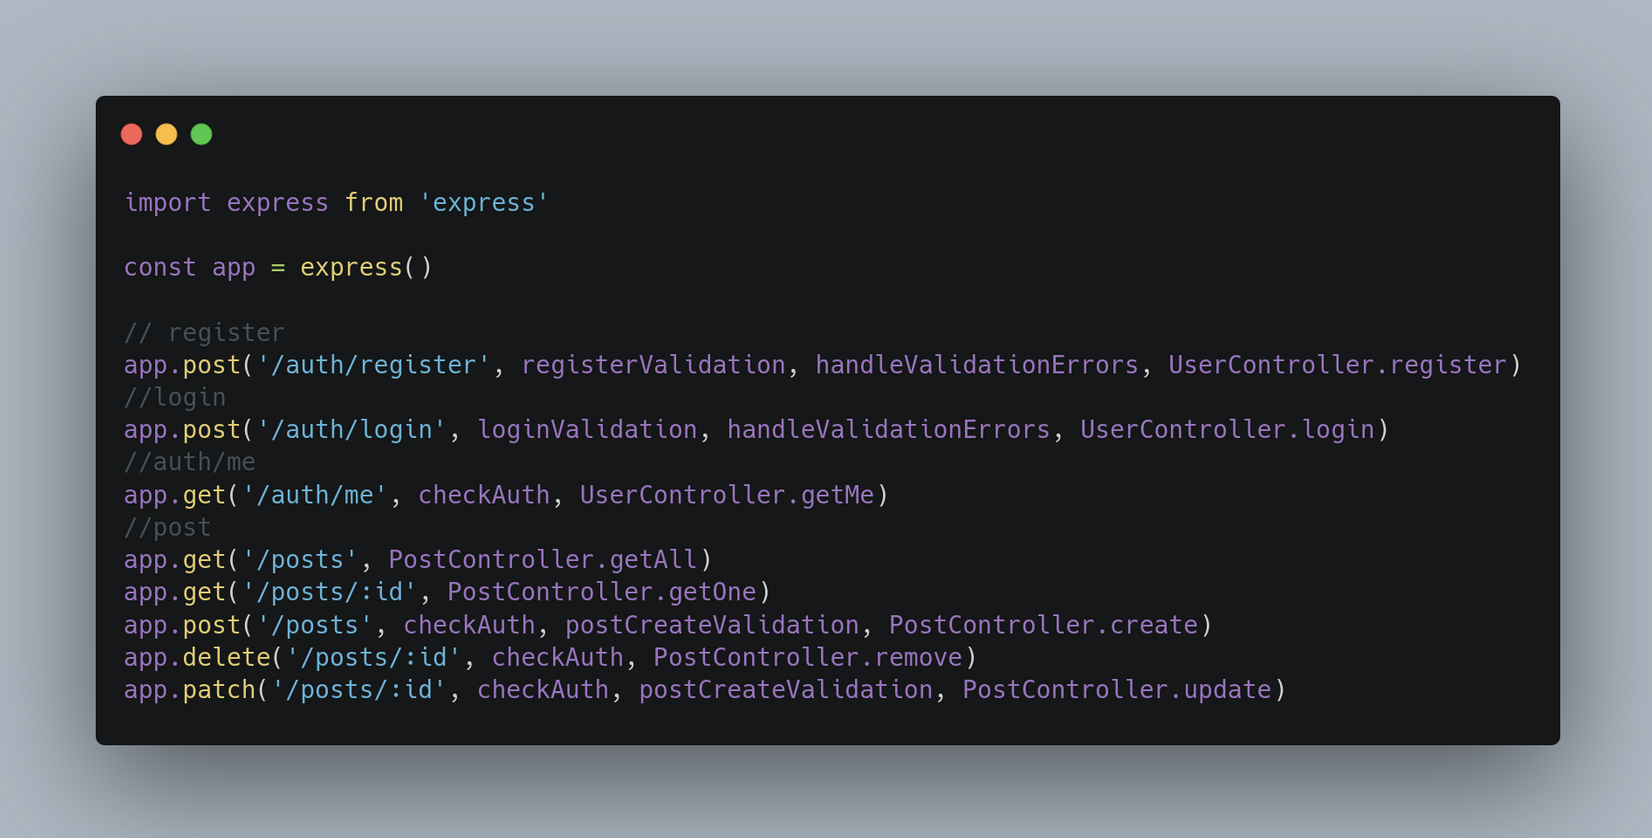 import express from 'express'
const app = express()
// register
app.post('/auth/register', registerValidation, handleValidationErrors, UserController.register)
//login
app.post('/auth/login', loginValidation, handleValidationErrors, UserController.login)
//auth/me
app.get('/auth/me', checkAuth, UserController.getMe)
//post
app.get('/posts', PostController.getAll)
app.get('/posts/:id', PostController.getOne)
app.post('/posts', checkAuth, postCreateValidation, PostController.create)
app.delete('/posts/:id', checkAuth, PostController.remove)
app.patch('/posts/:id', checkAuth, postCreateValidation, PostController.update)